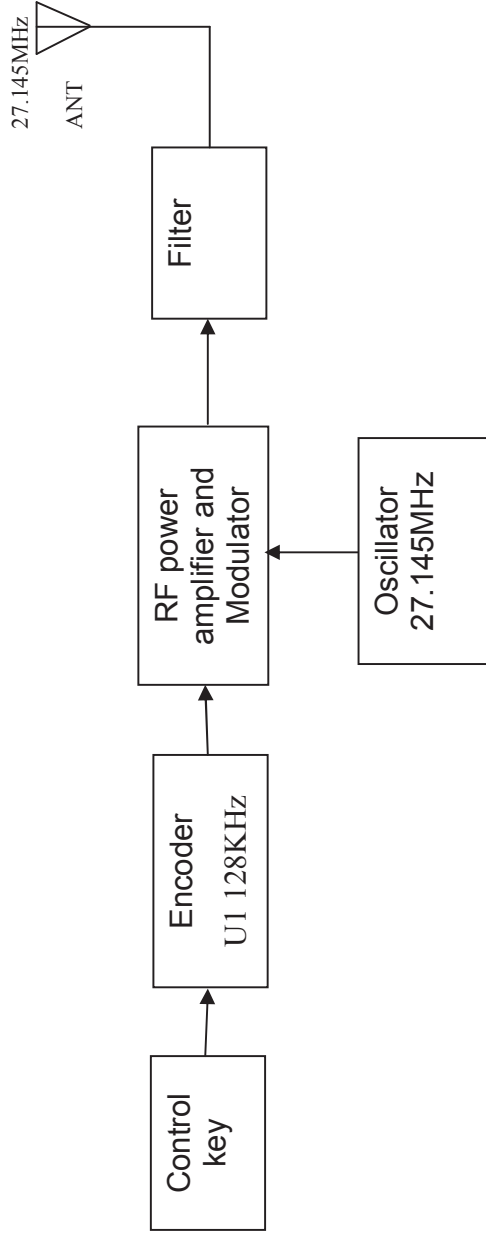 Control
key
Encoder
U1 128KHz
RF power
amplifier and
Modulator
Oscillator
27.145MHz
Filter
27.145MHz
ANT